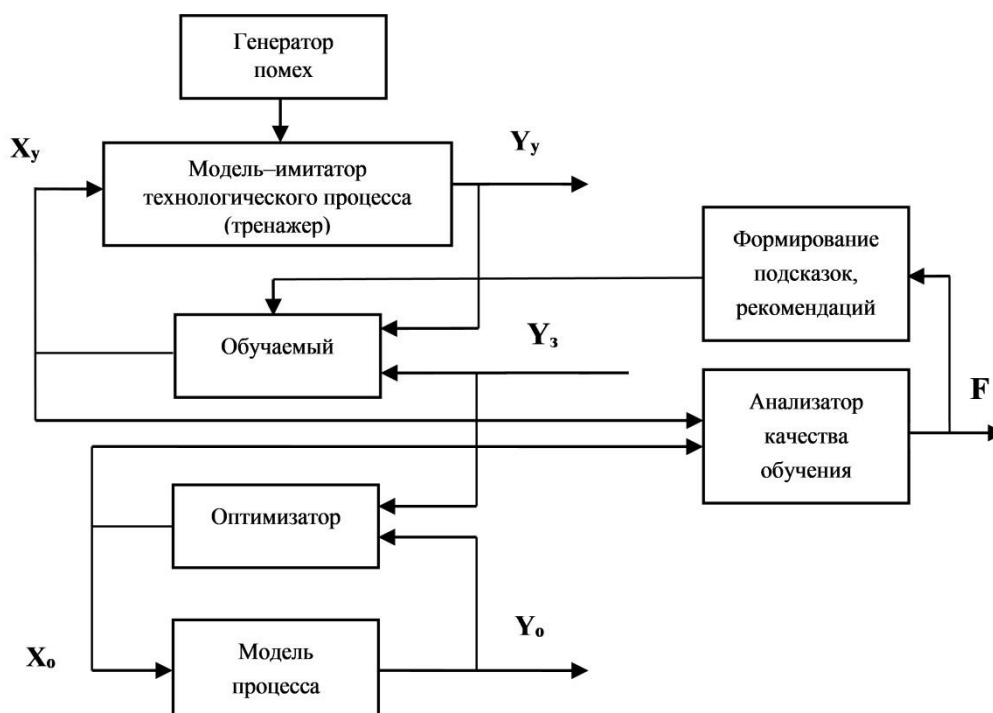 Генератор
помех
Xу
Yу
Модель–имитатор
технологического процесса
(тренажер)
Формирование
подсказок,
рекомендаций
Обучаемый
Yз
Анализатор
качества
обучения
F
Оптимизатор
Xо
Модель
процесса
Yо